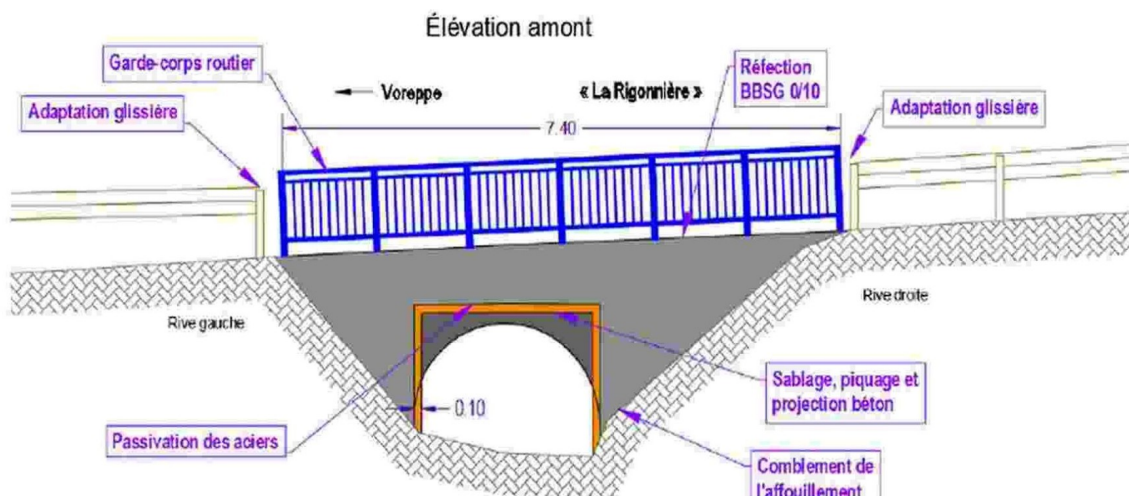 Élévation amont
Garde-corps routier
Voreppe
« La Rigonnière »
Réfection
BBSG 0/10
Adaptation glissière
Adaptation glissière
7.40
Rive gauche
Rive droite
0.10
Sablage, piquage et
projection béton
Passivation des aciers
Comblement de
l'affouillement